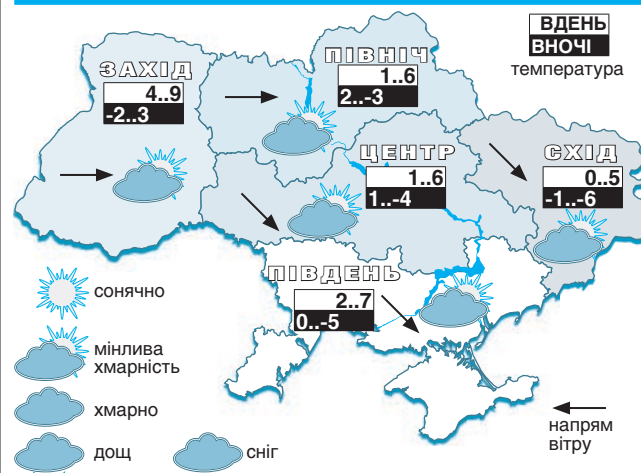 ВДЕНЬ
ВНОЧІ
температура
ПІВНІЧ
1..6
2..-3
ЗАХІД
4..9
-2..3
ЦЕНТР
1..6
1..-4
СХІД
0..5
-1..-6
ПІВДЕНЬ
2..7
0..-5
сонячно
мінлива
хмарність
хмарно
дощ
сніг
напрям
вітру